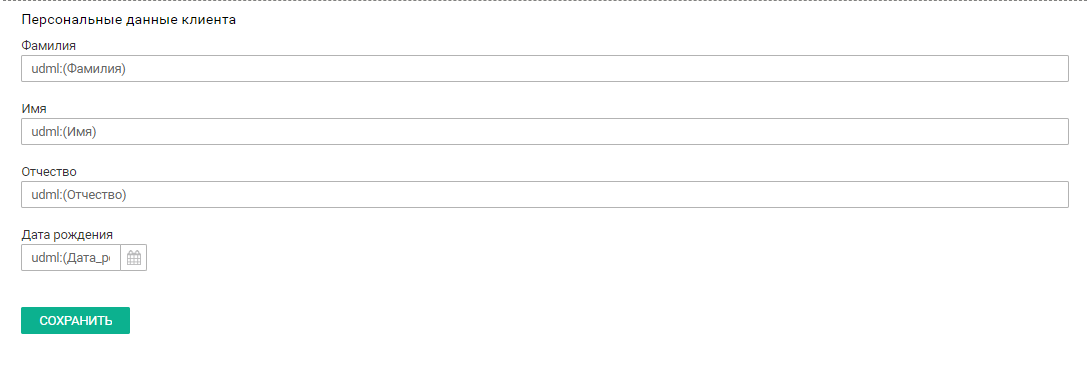 Персональные данные клиента
Фамилия
udml:(Фамилия)
Имя
udml:(Имя)
Отчество
udml:(Отчество)
Дата рождения
udml:(Дата_р
СОХРАНИТЬ